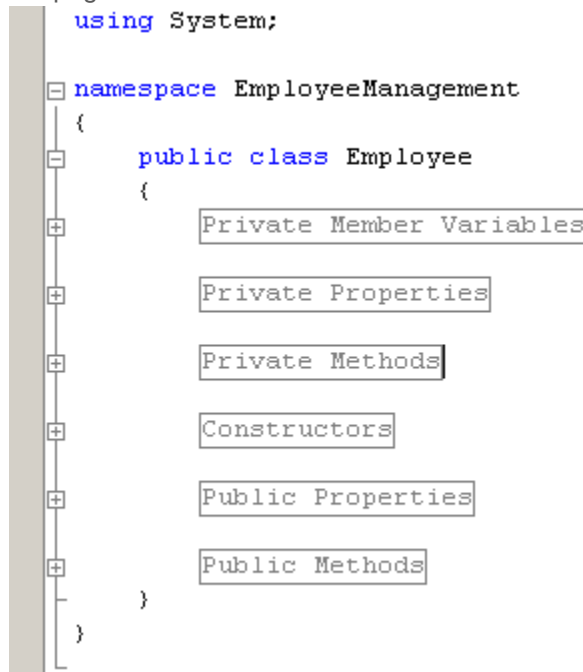 using System;
namespace EmployeeManagement
{
public class Employee
{
Private Member Variables
Private Properties
Private Methods
Constructors
Public Properties
Public Methods
}
}